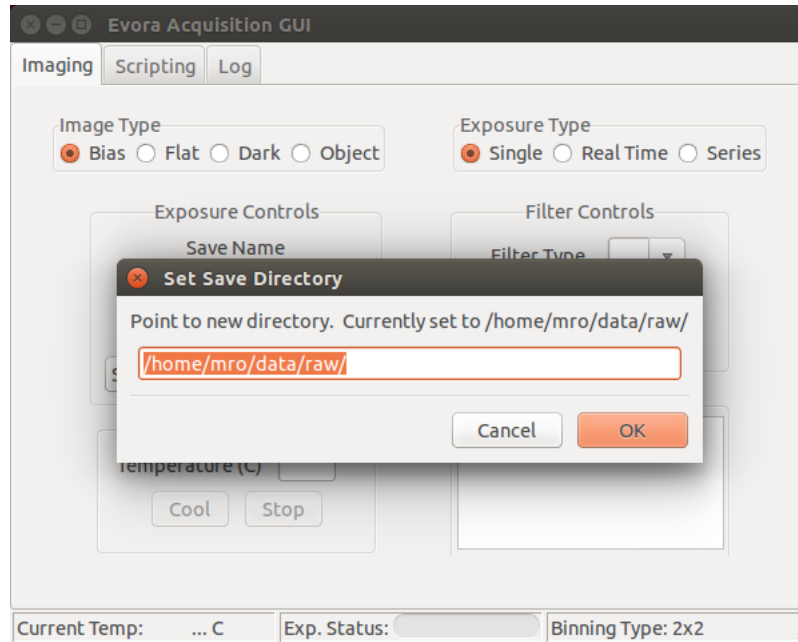 Evora Acquisition GUI
Imaging Scripting Log
Image Type Exposure Type
Bias Flat Dark Object Single Real Time Series
Exposure Controls Filter Controls
Save Name
Filter Type
Set Save Directory
Point to new directory. Currently set to /home/mro/data/raw/
/home/mro/data/raw/
Cancel OK
Temperature (C)
Cool Stop
Current Temp: ... C Exp. Status: Binning Type: 2x2